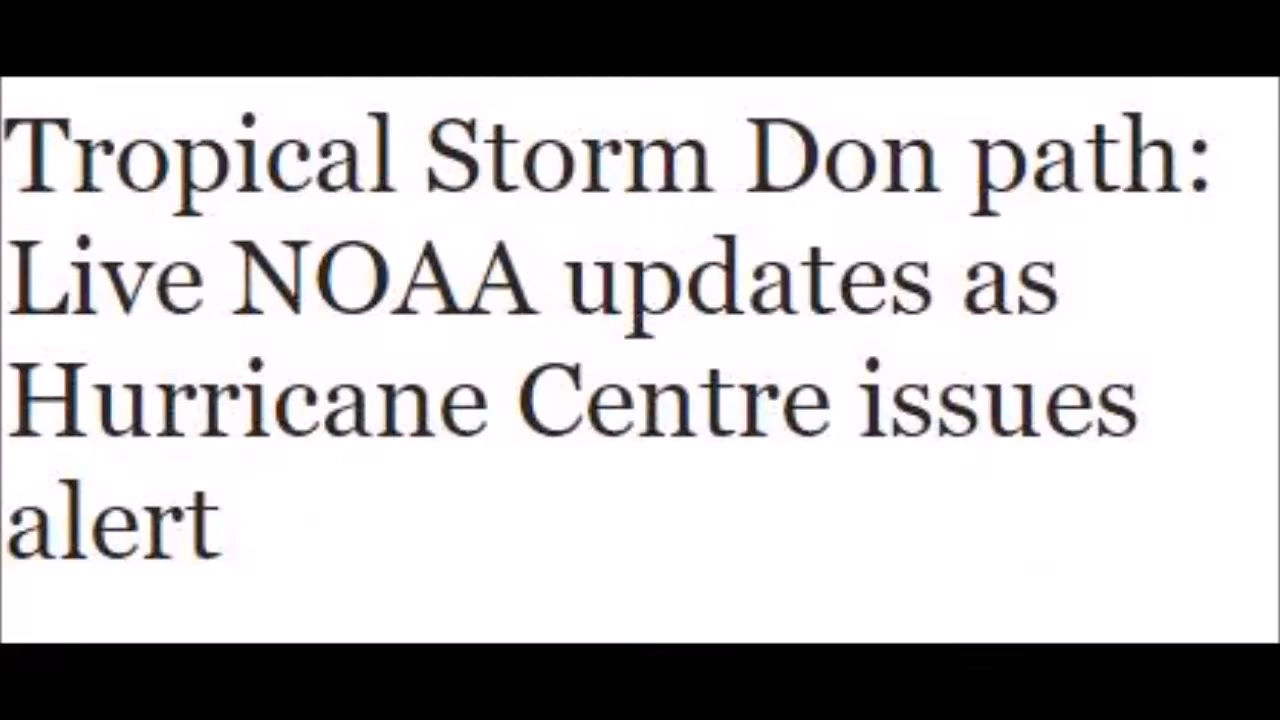 Tropical Storm Don path:
Live NOAA updates as
Hurricane Centre issues
alert